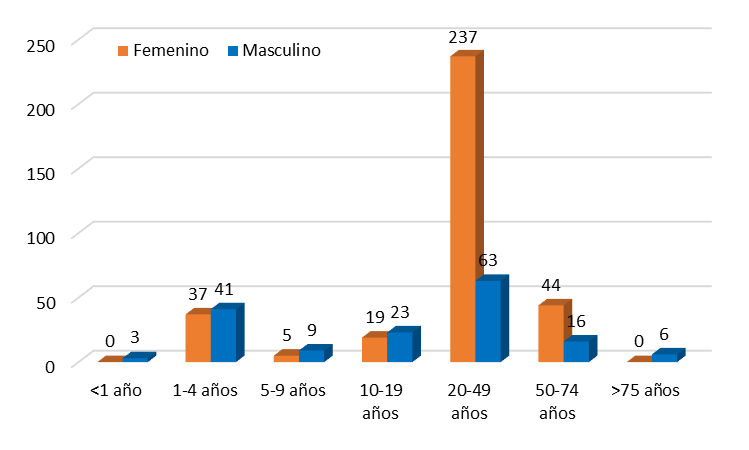 250
200
150
100
50
0
Femenino
Masculino
0
3
37
41
5
9
19
23
237
63
44
16
0
6
<1 año
1-4 años
5-9 años
10-19
años
20-49
años
50-74
años
>75 años